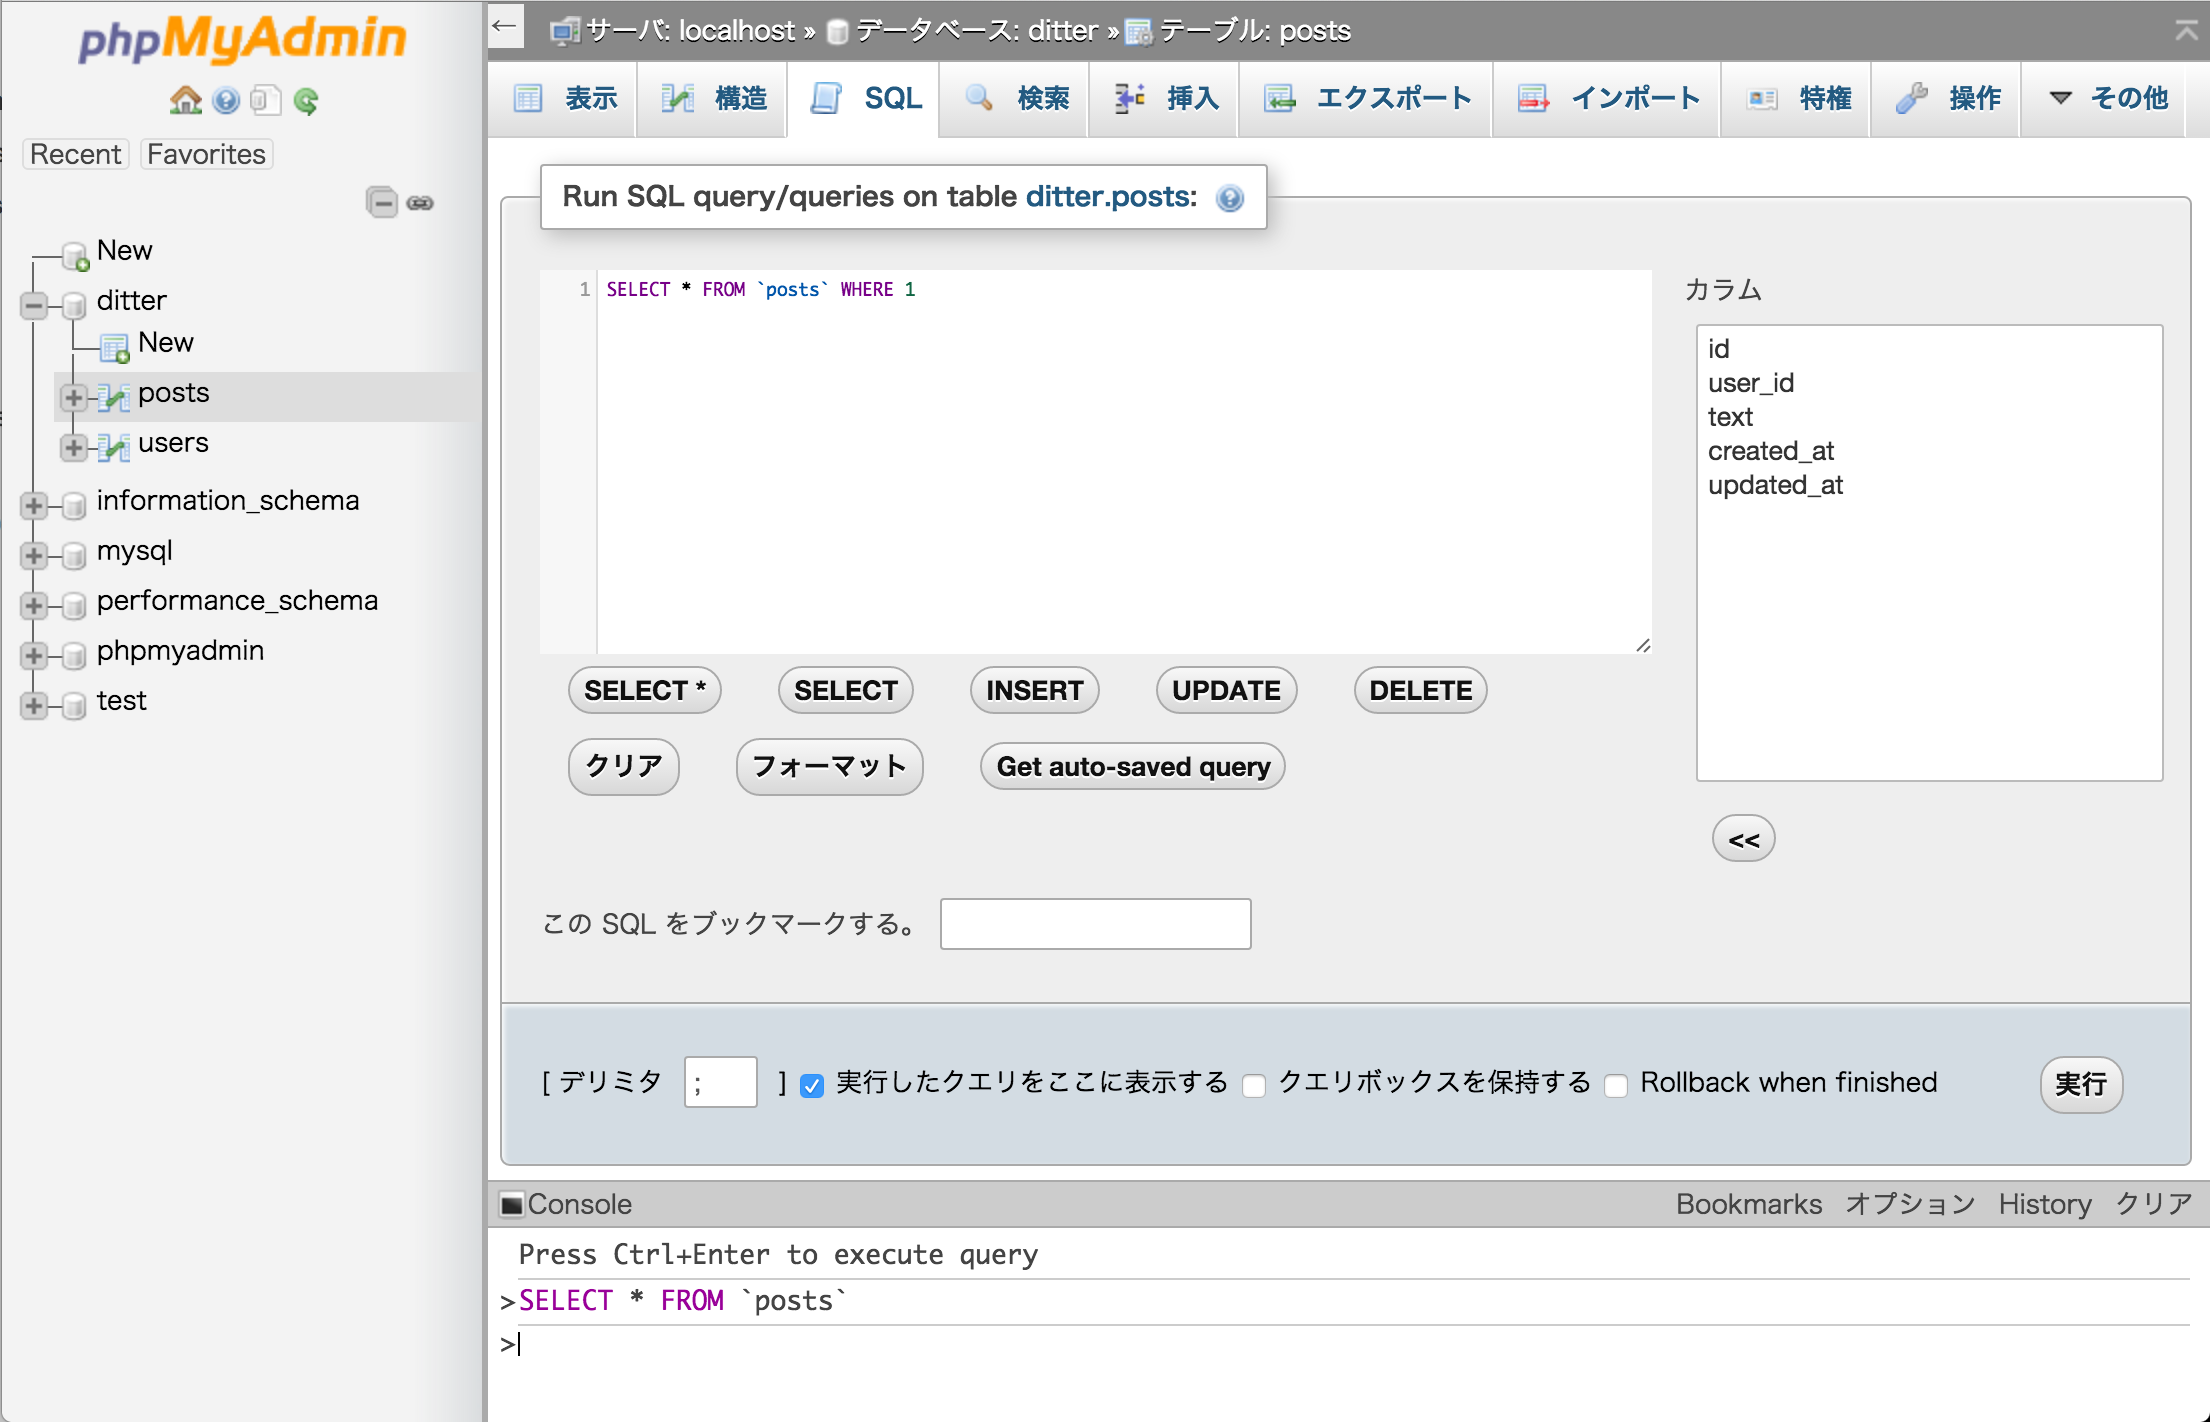 phpMyAdmin
Recent Favorites
New
ditter
New
posts
users
information_schema
mysql
performance_schema
phpmyadmin
test
← サーバ: localhost » データベース: ditter » テーブル: posts
表示 構造 SQL 検索 挿入 エクスポート インポート 特権 操作 その他
Run SQL query/queries on table ditter.posts:
1 SELECT * FROM `posts` WHERE 1
カラム
id
user_id
text
created_at
updated_at
SELECT * SELECT INSERT UPDATE DELETE
クリア フォーマット Get auto-saved query
<<
この SQL をブックマークする。
[ デリミタ ; ] 実行したクエリをここに表示する クエリボックスを保持する Rollback when finished 実行
Console Bookmarks オプション History クリア
Press Ctrl+Enter to execute query
>SELECT * FROM `posts`
>